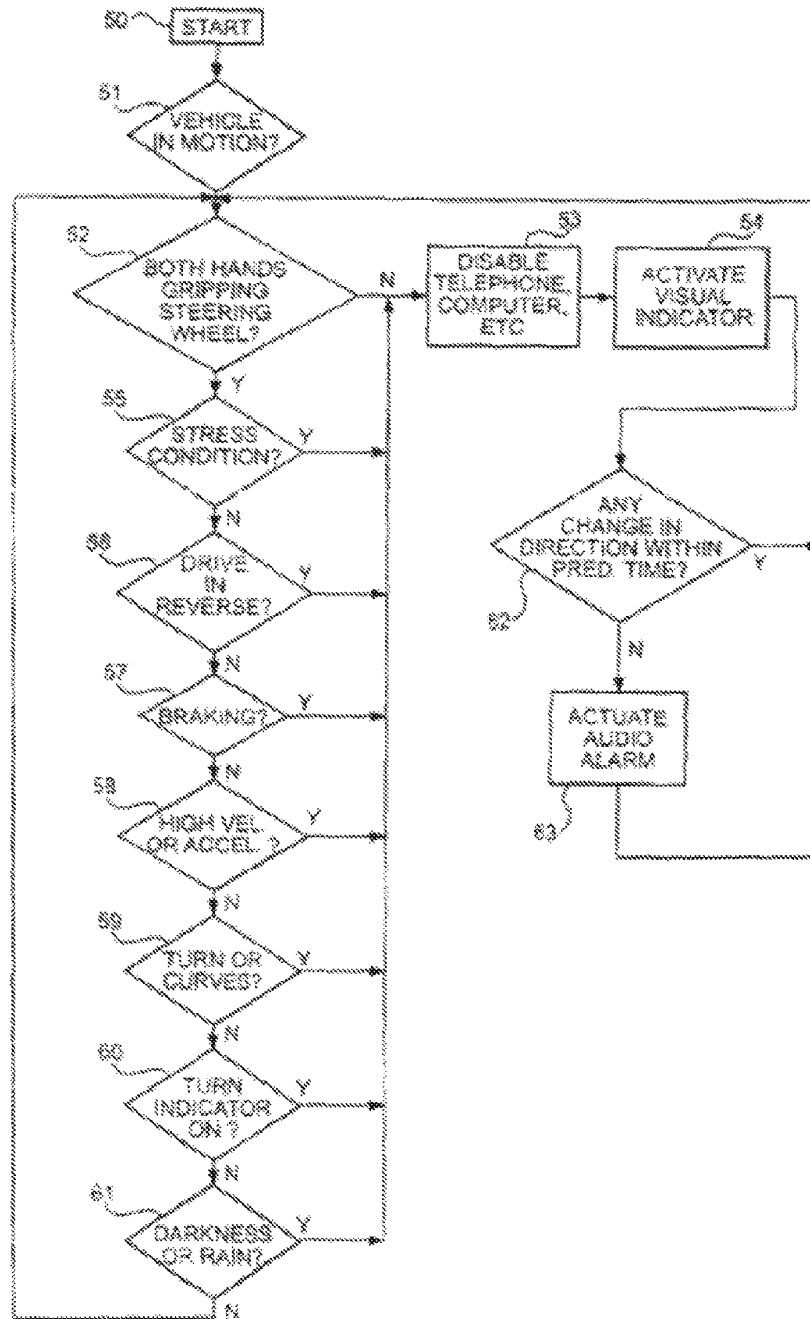 50
START
51
VEHICLE
IN MOTION?
52
BOTH HANDS
GRIPPING
STEERING
WHEEL?
N
Y
53
DISABLE
TELEPHONE,
COMPUTER,
ETC
54
ACTIVATE
VISUAL
INDICATOR
55
STRESS
CONDITION?
Y
N
56
DRIVE
IN
REVERSE?
Y
N
57
BRAKING?
Y
N
58
HIGH VEL.
OR ACCEL. ?
Y
N
59
TURN OR
CURVES?
Y
N
60
TURN
INDICATOR
ON ?
Y
N
61
DARKNESS
OR RAIN?
Y
N
ANY
CHANGE IN
DIRECTION WITHIN
PRED. TIME?
Y
62
N
ACTUATE
AUDIO
ALARM
63